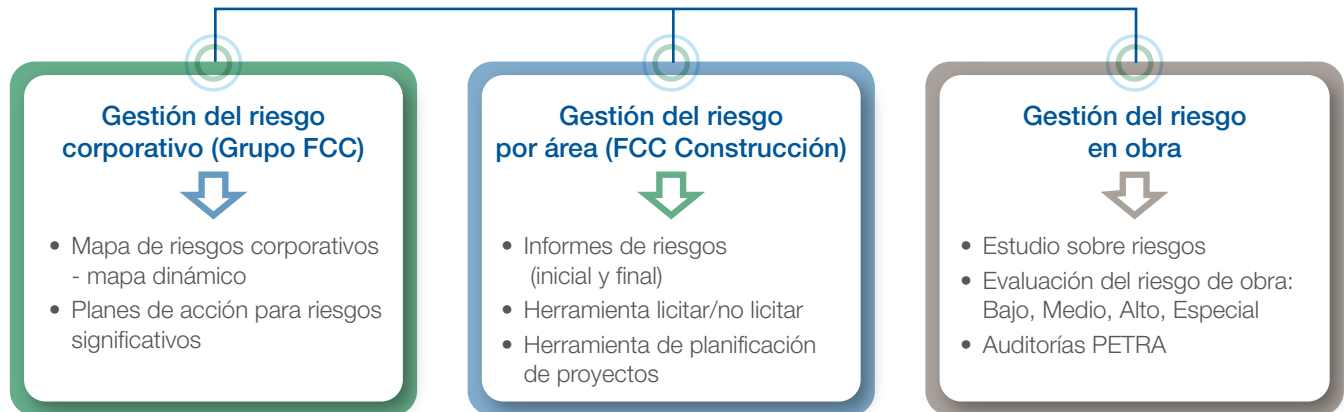 Gestión del riesgo
corporativo (Grupo FCC)
• Mapa de riesgos corporativos
- mapa dinámico
• Planes de acción para riesgos
significativos
Gestión del riesgo
por área (FCC Construcción)
• Informes de riesgos
(inicial y final)
• Herramienta licitar/no licitar
• Herramienta de planificación
de proyectos
Gestión del riesgo
en obra
• Estudio sobre riesgos
• Evaluación del riesgo de obra:
Bajo, Medio, Alto, Especial
• Auditorías PETRA